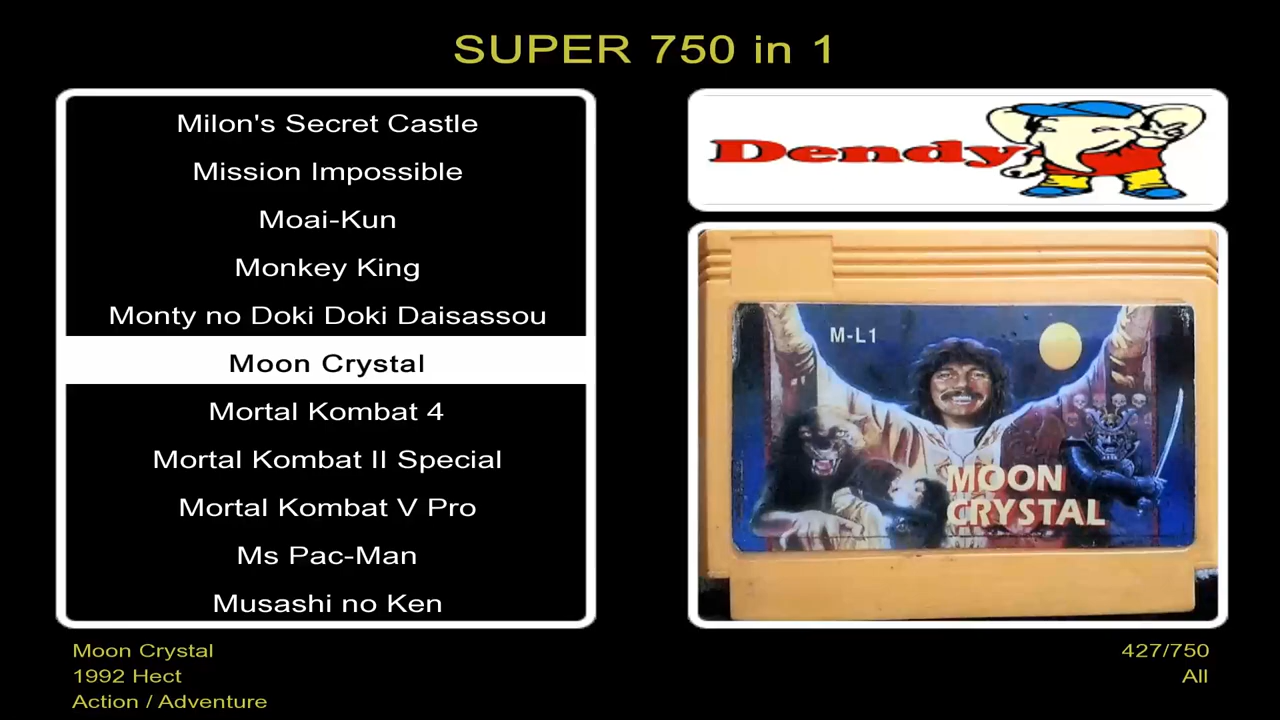 SUPER 750 in 1
Milon's Secret Castle
Mission Impossible
Moai-Kun
Monkey King
Monty no Doki Doki Daisassou
Moon Crystal
Mortal Kombat 4
Mortal Kombat II Special
Mortal Kombat V Pro
Ms Pac-Man
Musashi no Ken
Dendy
M-L1
MOON
CRYSTAL
Moon Crystal
1992 Hect
Action / Adventure
427/750
All